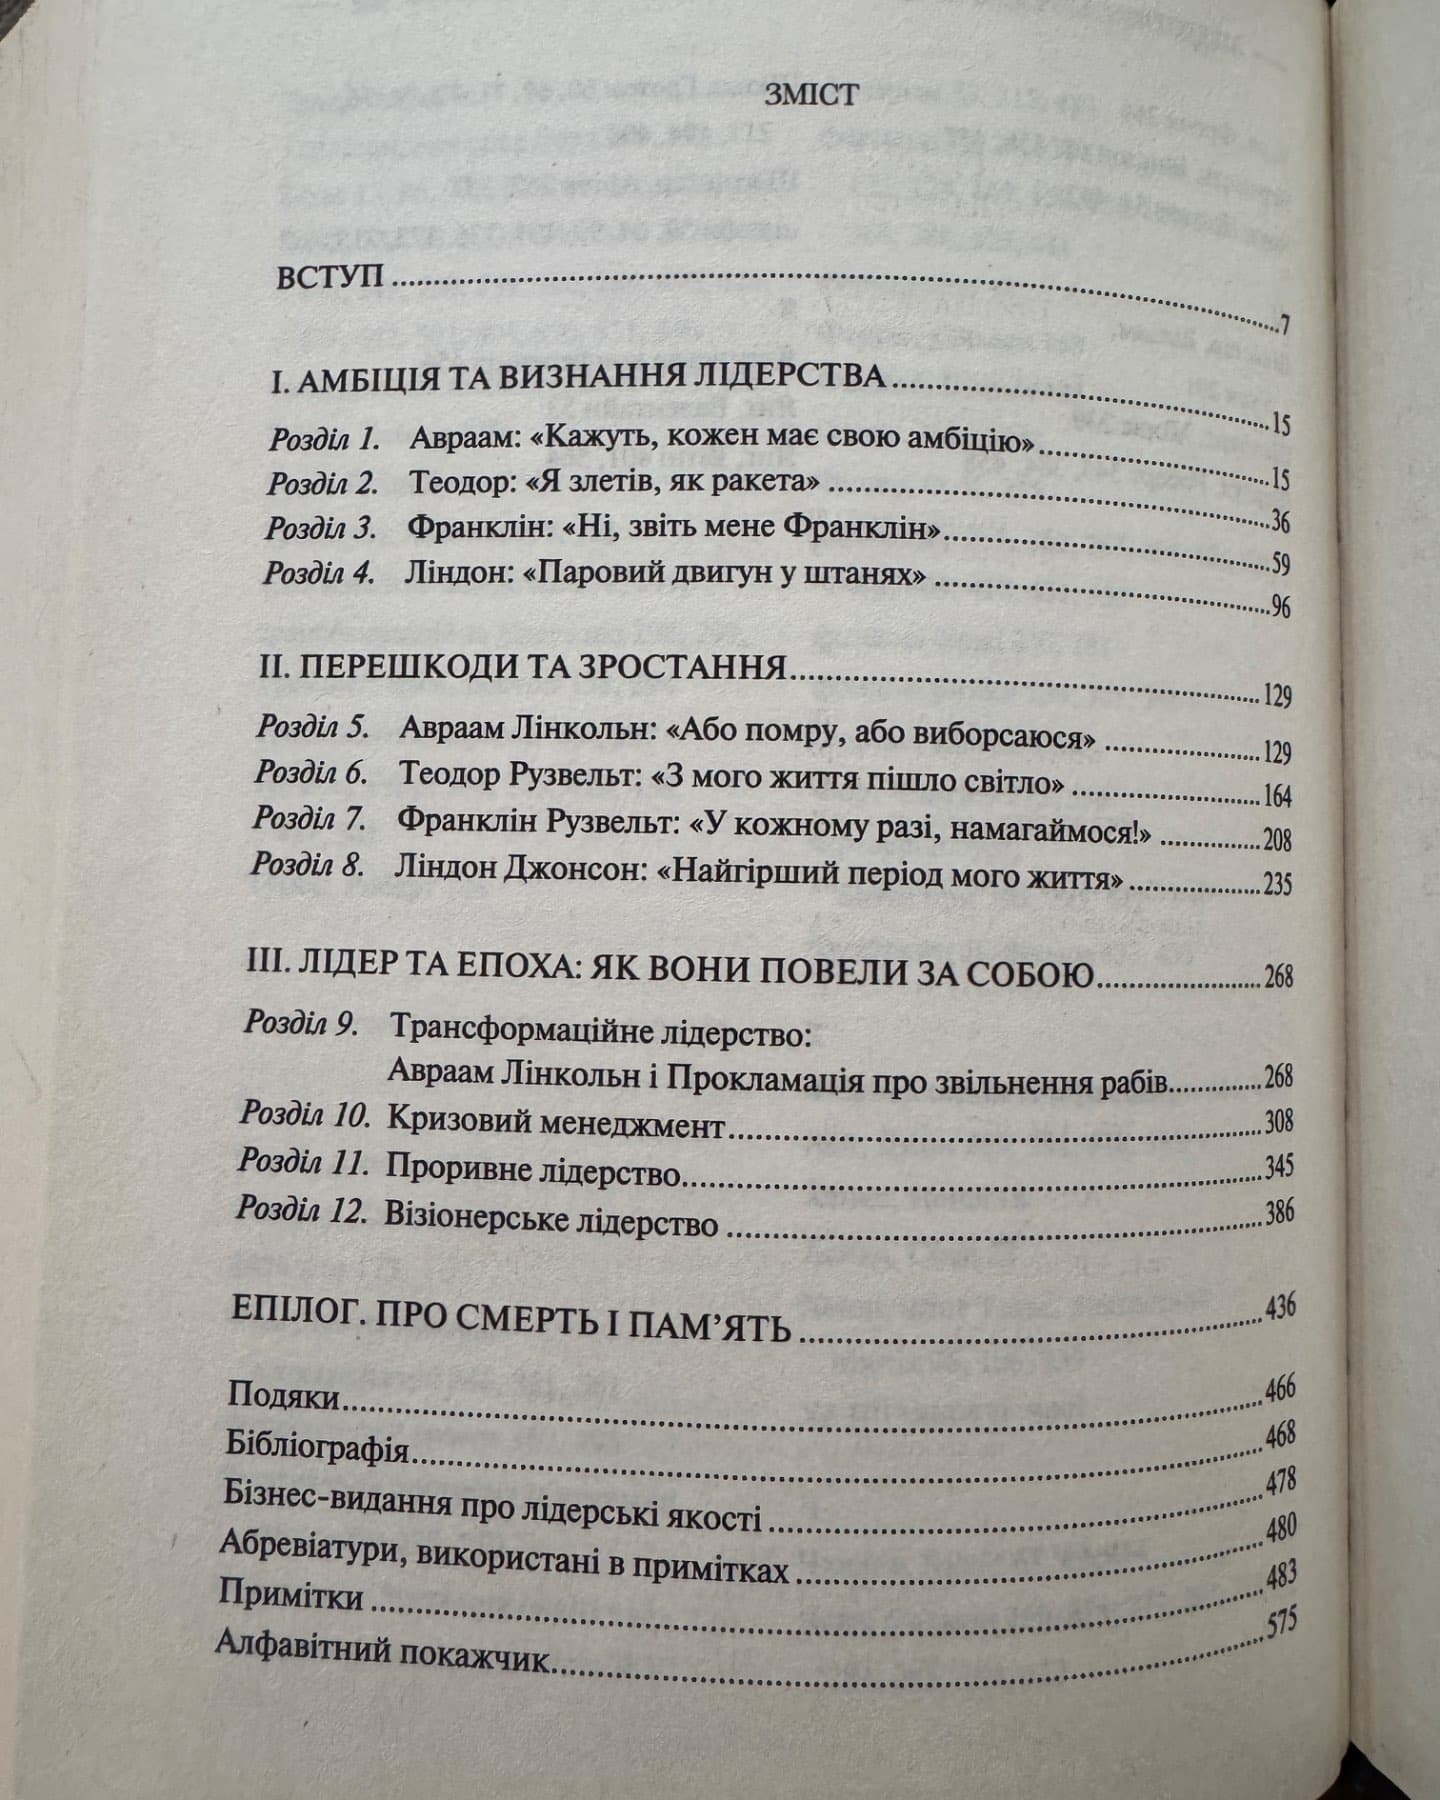 ЗМІСТ
ВСТУП ........ 7
I. АМБІЦІЯ ТА ВИЗНАННЯ ЛІДЕРСТВА ........ 15
Розділ 1. Авраам: «Кажуть, кожен має свою амбіцію» ........ 15
Розділ 2. Теодор: «Я злетів, як ракета» ........ 36
Розділ 3. Франклін: «Ні, звіть мене Франклін» ........ 59
Розділ 4. Ліндон: «Паровий двигун у штанях» ........ 96
II. ПЕРЕШКОДИ ТА ЗРОСТАННЯ ........ 129
Розділ 5. Авраам Лінкольн: «Або помру, або виборсаюся» ........ 129
Розділ 6. Теодор Рузвельт: «З мого життя пішло світло» ........ 164
Розділ 7. Франклін Рузвельт: «У кожному разі, намагаймося!» ........ 208
Розділ 8. Ліндон Джонсон: «Найгірший період мого життя» ........ 235
III. ЛІДЕР ТА ЕПОХА: ЯК ВОНИ ПОВЕЛИ ЗА СОБОЮ ........ 268
Розділ 9. Трансформаційне лідерство:
Авраам Лінкольн і Прокламація про звільнення рабів ........ 268
Розділ 10. Кризовий менеджмент ........ 308
Розділ 11. Проривне лідерство ........ 345
Розділ 12. Візіонерське лідерство ........ 386
ЕПІЛОГ. ПРО СМЕРТЬ І ПАМ’ЯТЬ ........ 436
Подяки ........ 466
Бібліографія ........ 468
Бізнес-видання про лідерські якості ........ 478
Абревіатури, використані в примітках ........ 480
Примітки ........ 483
Алфавітний покажчик ........ 575